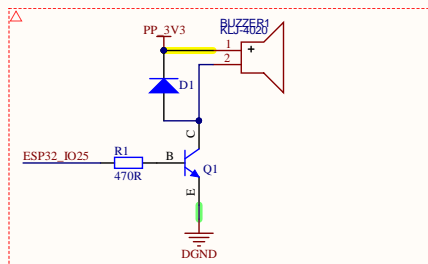 BUZZER1
KLJ-4020
PP_3V3
1
+
2
D1
C
ESP32_IO25
R1
B
Q1
470R
E
DGND